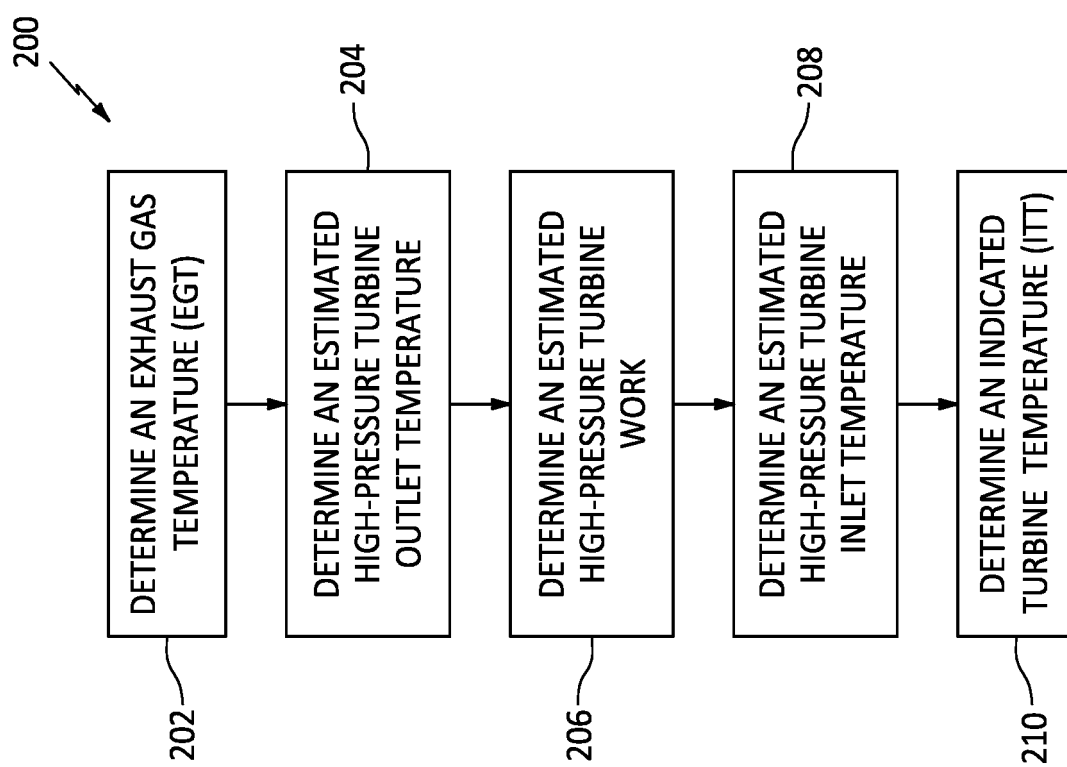 200
DETERMINE AN EXHAUST GAS
TEMPERATURE (EGT)
202
DETERMINE AN ESTIMATED
HIGH-PRESSURE TURBINE
OUTLET TEMPERATURE
204
DETERMINE AN ESTIMATED
HIGH-PRESSURE TURBINE
WORK
206
DETERMINE AN ESTIMATED
HIGH-PRESSURE TURBINE
INLET TEMPERATURE
208
DETERMINE AN INDICATED
TURBINE TEMPERATURE (ITT)
210